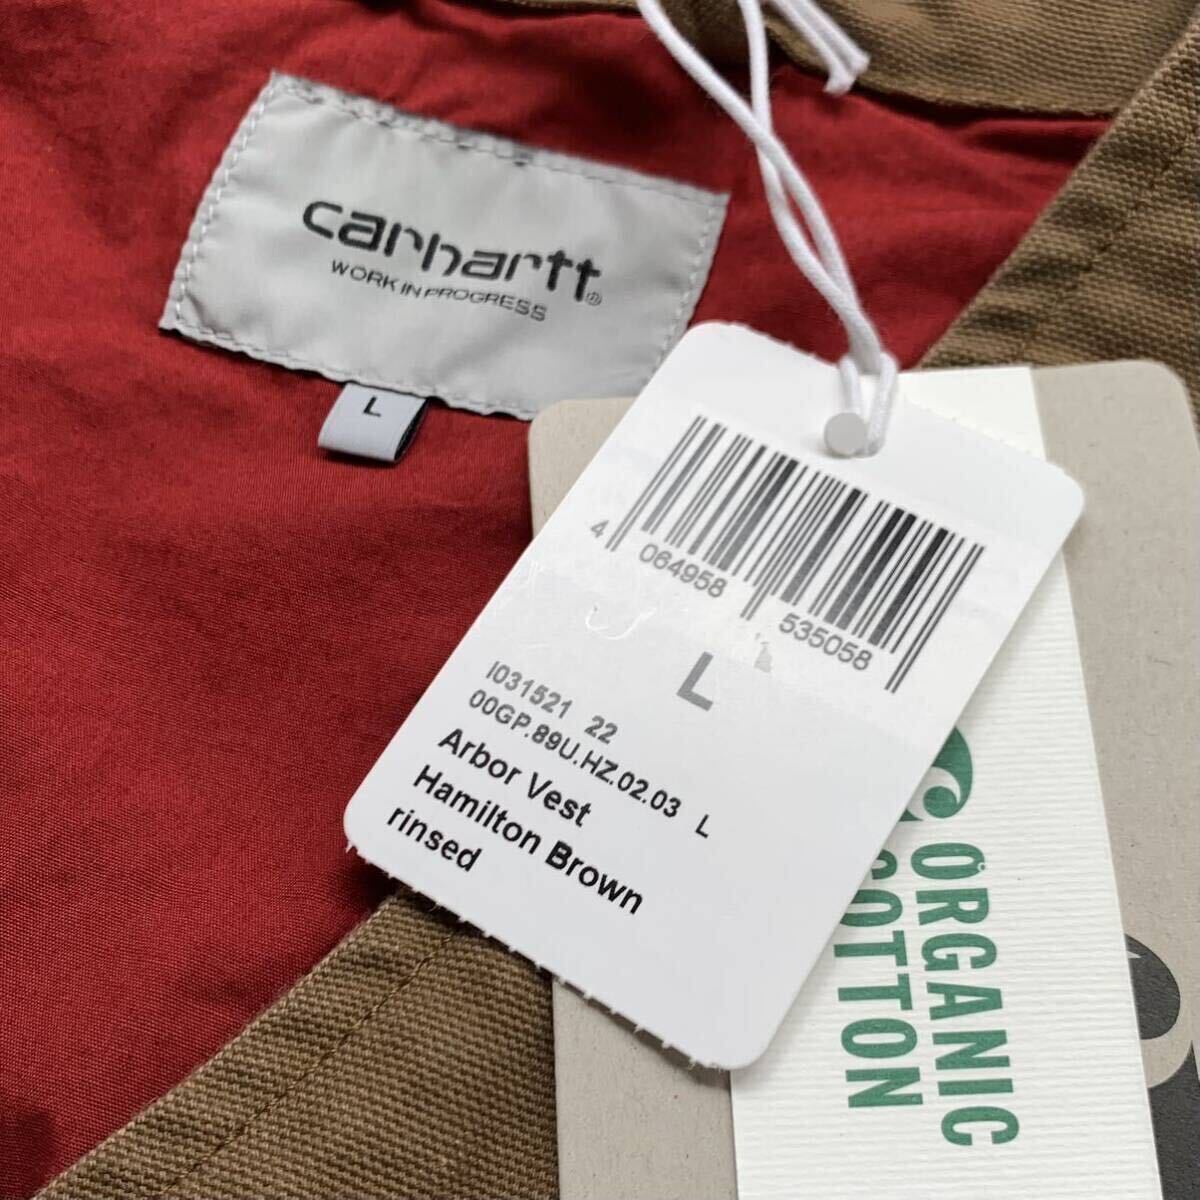 carhartt®
WORK IN PROGRESS
L
4 064958 535058
L
I031521 22
00GP.89U.HZ.02.03 L
Arbor Vest
Hamilton Brown
rinsed
ORGANIC
COTTON